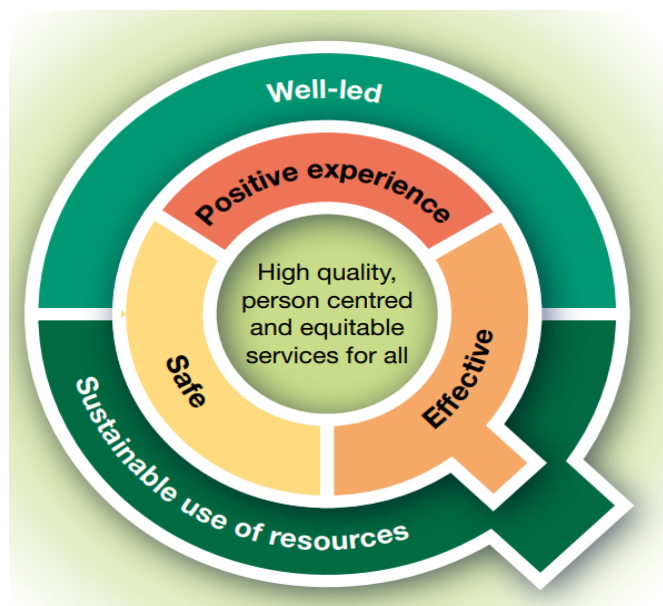 Well-led
Positive experience
High quality,
person centred
and equitable
services for all
Safe
Effective
Sustainable use of resources